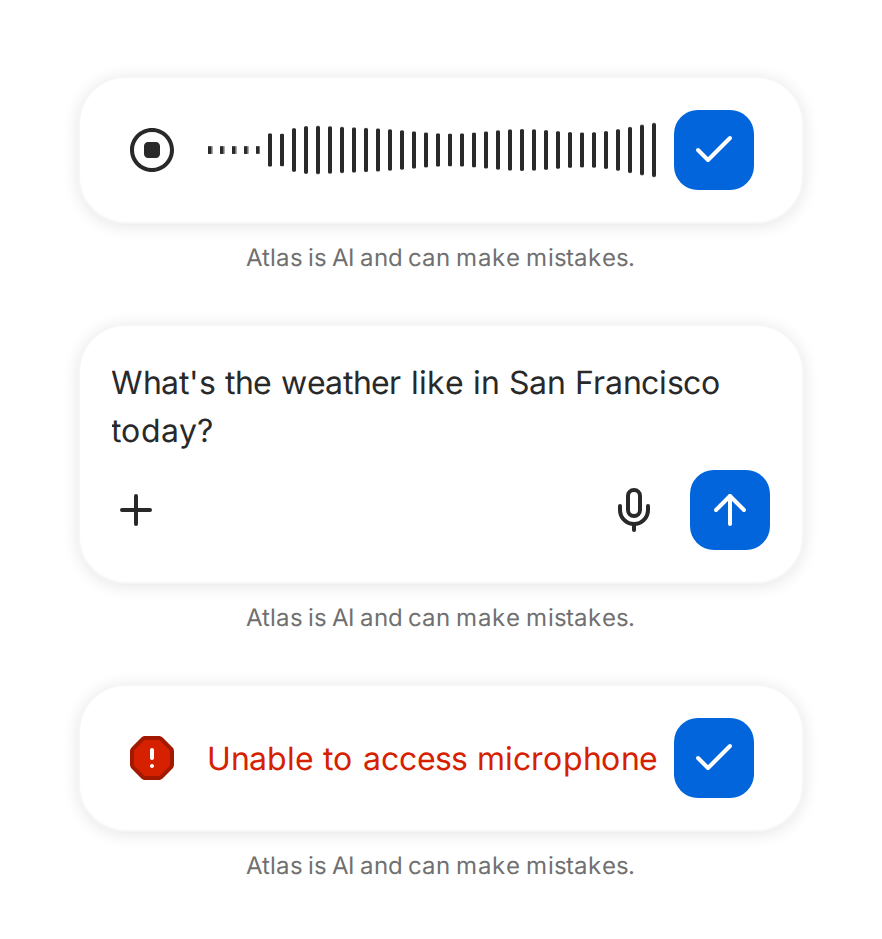 Atlas is AI and can make mistakes.
What's the weather like in San Francisco
today?
Atlas is AI and can make mistakes.
Unable to access microphone
Atlas is AI and can make mistakes.